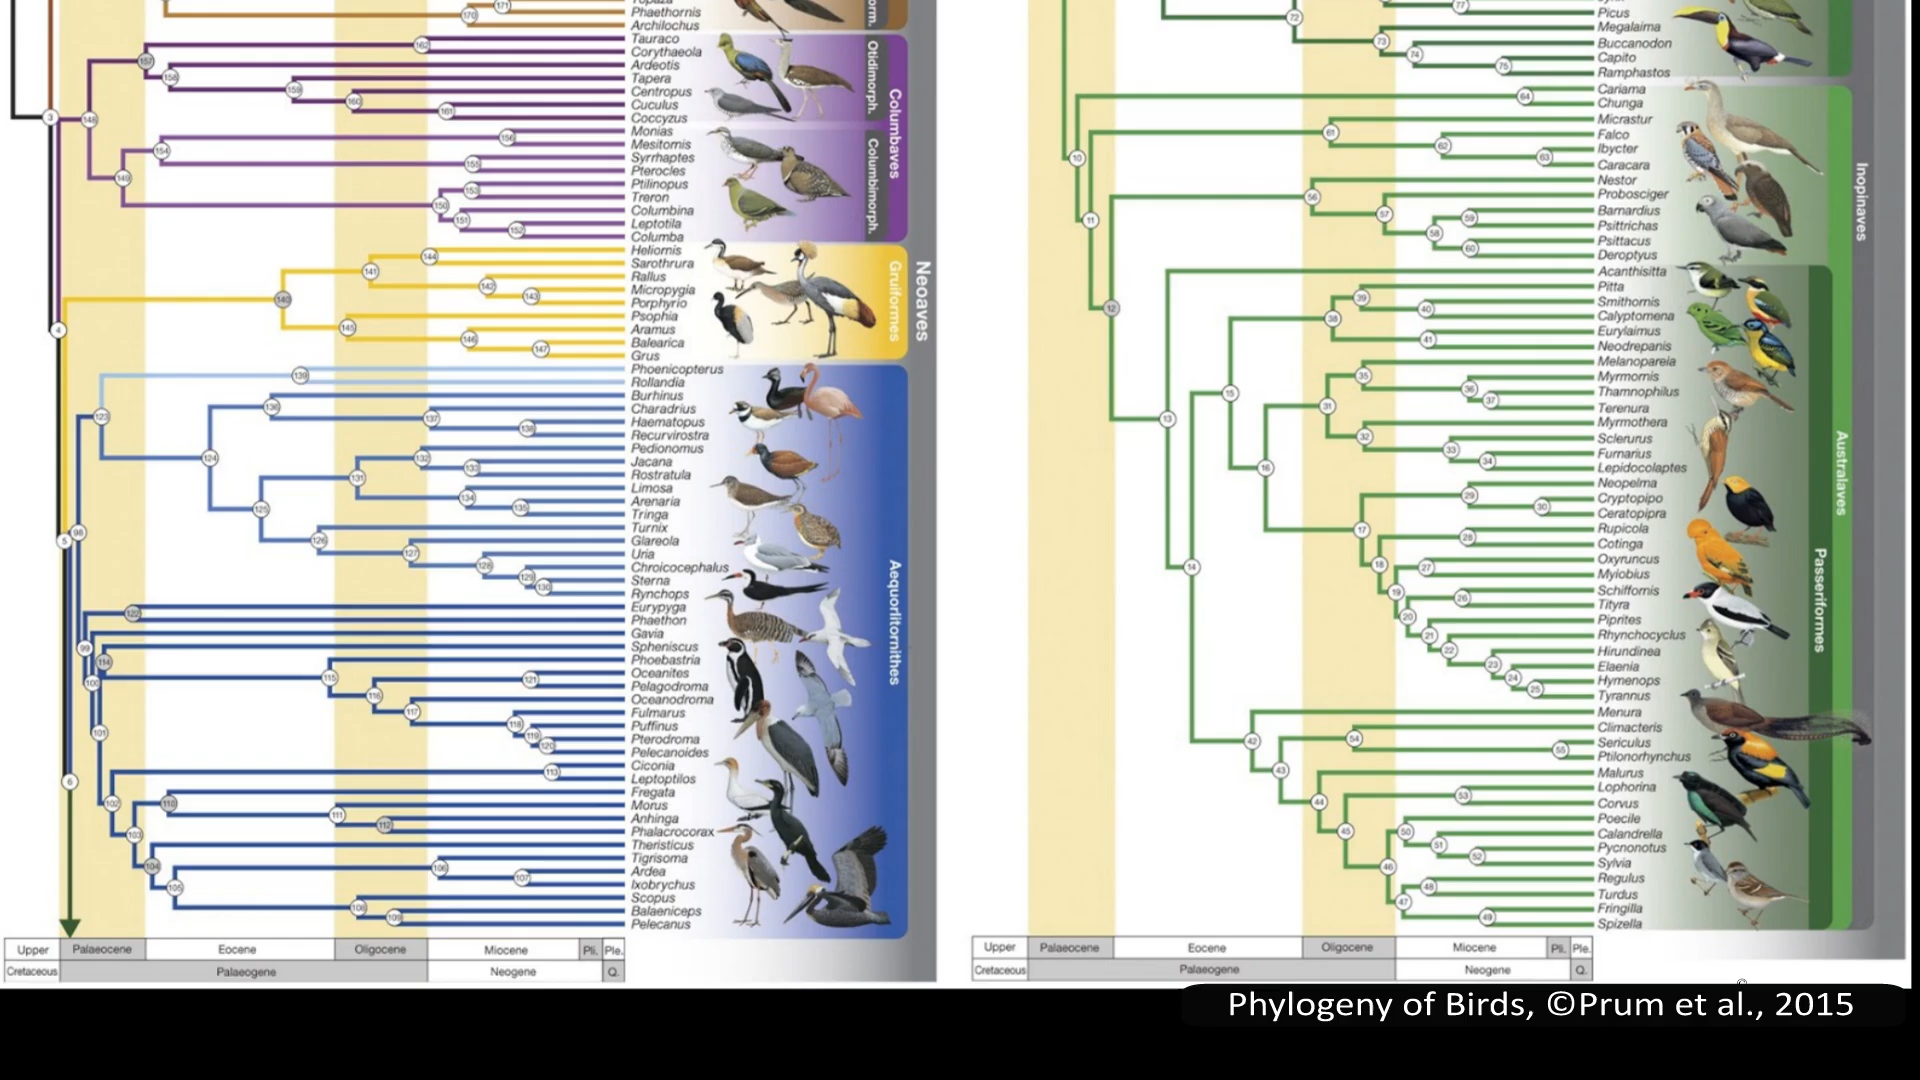 Phaethornis
Archilochus
Tauraco
Corythaeola
Ardeotis
Tapera
Centropus
Cuculus
Coccyzus
Monias
Mesitornis
Syrrhaptes
Pterocles
Ptilinopus
Treron
Columbina
Leptotila
Columba
Heliornis
Sarothrura
Rallus
Micropygia
Porphyrio
Psophia
Aramus
Balearica
Grus
Phoenicopterus
Rollandia
Burhinus
Charadrius
Haematopus
Recurvirostra
Pedionomus
Jacana
Rostratula
Limosa
Arenaria
Tringa
Turnix
Glareola
Uria
Chroicocephalus
Sterna
Rynchops
Eurypyga
Phaethon
Gavia
Spheniscus
Phoebastria
Oceanites
Pelagodroma
Oceanodroma
Fulmarus
Puffinus
Pterodroma
Pelecanoides
Ciconia
Leptoptilos
Fregata
Morus
Anhinga
Phalacrocorax
Theristicus
Tigrisoma
Ardea
Ixobrychus
Scopus
Balaeniceps
Pelecanus
Otidimorph.
Columbimorph.
Columbaves
Gruiformes
Aequorlitornithes
Neoaves
Upper Palaeocene Eocene Oligocene Miocene Pli. Ple.
Cretaceous Palaeogene Neogene Q.
Picus
Megalaima
Buccanodon
Capito
Ramphastos
Cariama
Chunga
Micrastur
Falco
Ibycter
Caracara
Nestor
Probosciger
Barnardius
Psittrichas
Psittacus
Deroptyus
Acanthisitta
Pitta
Smithornis
Calyptomena
Eurylaimus
Neodrepanis
Melanopareia
Myrmornis
Thamnophilus
Terenura
Myrmothera
Sclerurus
Furnarius
Lepidocolaptes
Neopelma
Cryptopipo
Ceratopipra
Rupicola
Cotinga
Oxyruncus
Myiobius
Schiffornis
Tityra
Piprites
Rhynchocyclus
Hirundinea
Elaenia
Hymenops
Tyrannus
Menura
Climacteris
Sericulus
Ptilonorhynchus
Malurus
Lophorina
Corvus
Poecile
Calandrella
Pycnonotus
Sylvia
Regulus
Turdus
Fringilla
Spizella
Inopinaves
Australaves
Passeriformes
Upper Palaeocene Eocene Oligocene Miocene Pli. Ple.
Cretaceous Palaeogene Neogene Q.
Phylogeny of Birds, ©Prum et al., 2015